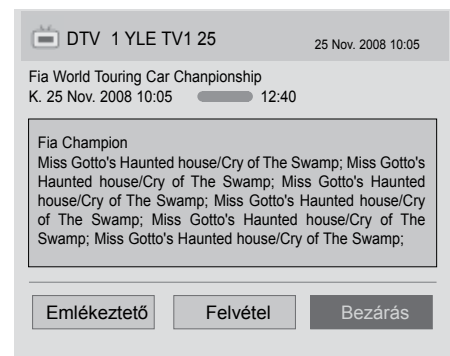 DTV 1 YLE TV1 25 25 Nov. 2008 10:05
Fia World Touring Car Chanpionship
K. 25 Nov. 2008 10:05 12:40
Fia Champion
Miss Gotto's Haunted house/Cry of The Swamp; Miss Gotto's
Haunted house/Cry of The Swamp; Miss Gotto's Haunted
house/Cry of The Swamp; Miss Gotto's Haunted house/Cry
of The Swamp; Miss Gotto's Haunted house/Cry of The
Swamp; Miss Gotto's Haunted house/Cry of The Swamp;
Emlékeztető Felvétel Bezárás